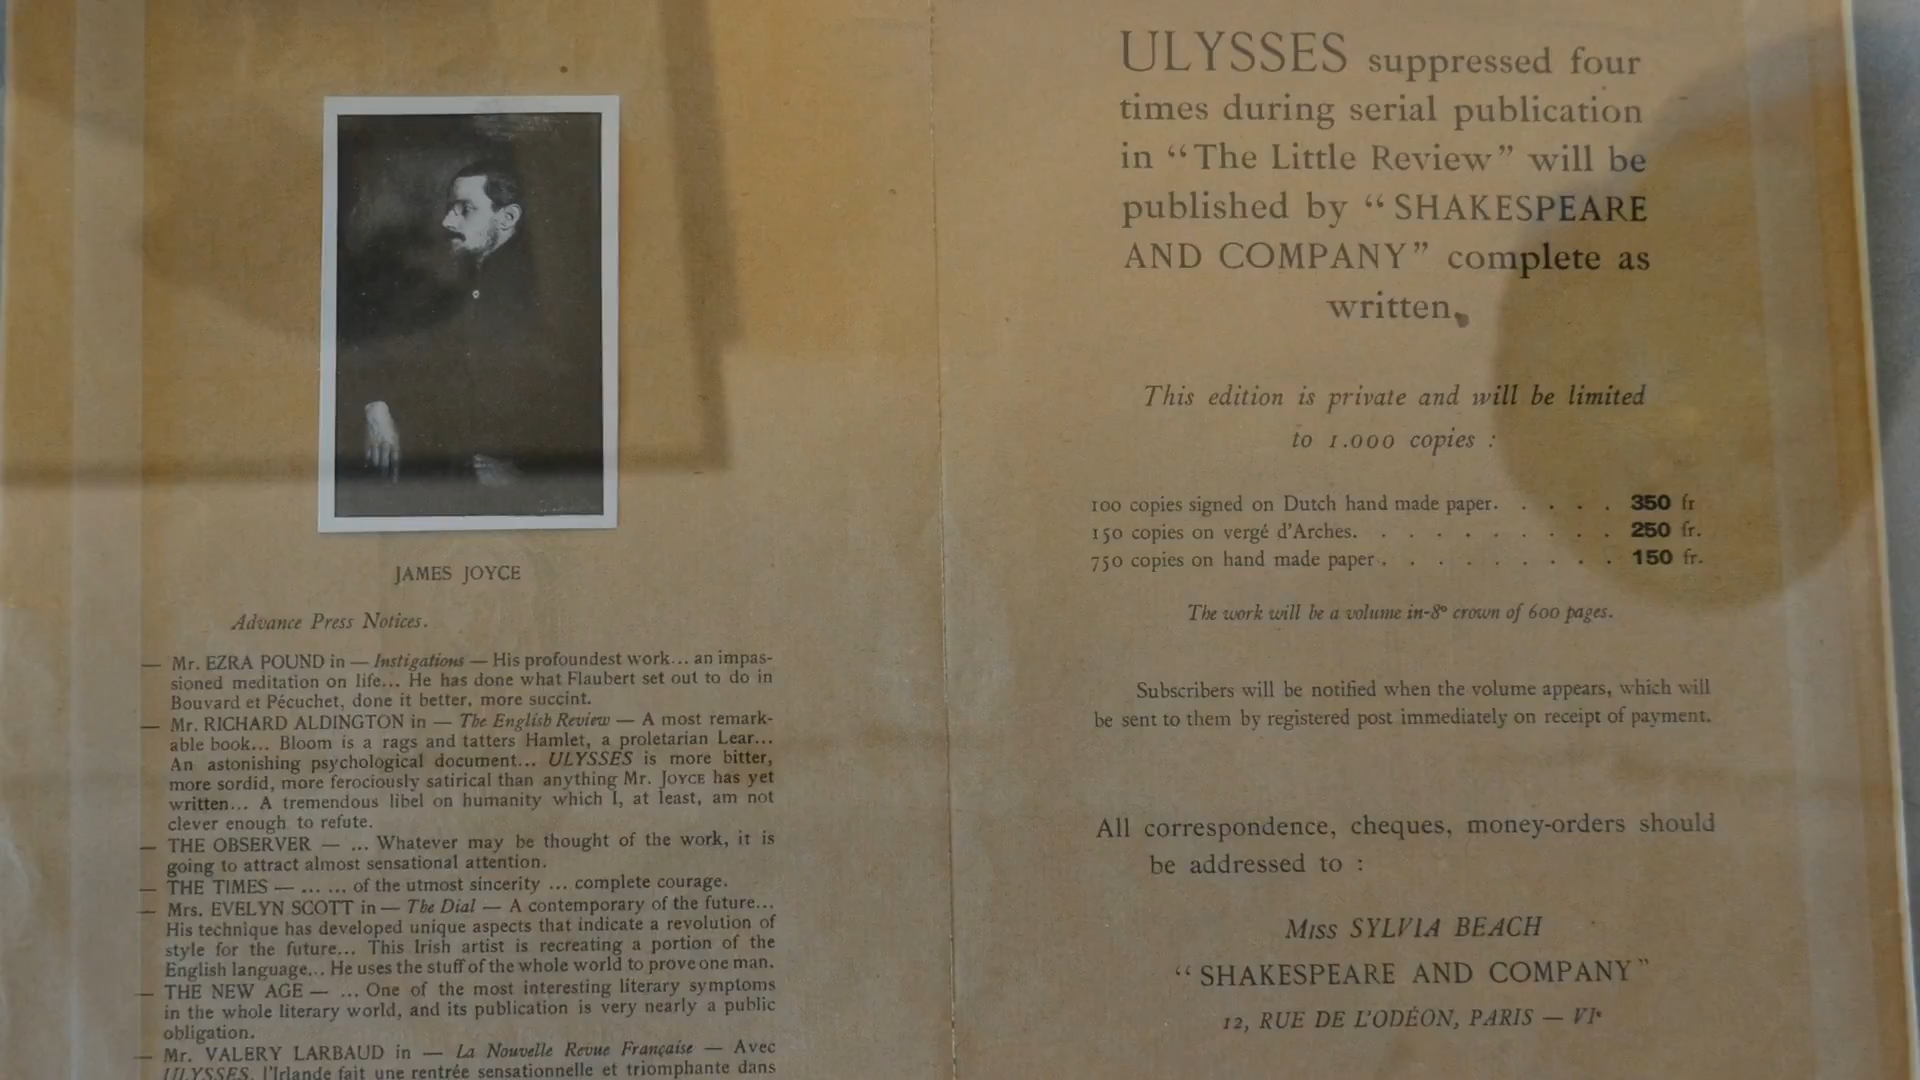 JAMES JOYCE
Advance Press Notices.
— Mr. EZRA POUND in — Instigations — His profoundest work... an impas-
sioned meditation on life... He has done what Flaubert set out to do in
Bouvard et Pécuchet, done it better, more succint.
— Mr. RICHARD ALDINGTON in — The English Review — A most remark-
able book... Bloom is a rags and tatters Hamlet, a proletarian Lear...
An astonishing psychological document... ULYSSES is more bitter,
more sordid, more ferociously satirical than anything Mr. JOYCE has yet
written... A tremendous libel on humanity which I, at least, am not
clever enough to refute.
— THE OBSERVER — ... Whatever may be thought of the work, it is
going to attract almost sensational attention.
— THE TIMES — ... ... of the utmost sincerity ... complete courage.
— Mrs. EVELYN SCOTT in — The Dial — A contemporary of the future...
His technique has developed unique aspects that indicate a revolution of
style for the future... This Irish artist is recreating a portion of the
English language... He uses the stuff of the whole world to prove one man.
— THE NEW AGE — ... One of the most interesting literary symptoms
in the whole literary world, and its publication is very nearly a public
obligation.
— Mr. VALERY LARBAUD in — La Nouvelle Revue Française — Avec
ULYSSES, l'Irlande fait une rentrée sensationnelle et triomphante dans
ULYSSES suppressed four
times during serial publication
in “The Little Review” will be
published by “SHAKESPEARE
AND COMPANY” complete as
written.
This edition is private and will be limited
to 1.000 copies :
100 copies signed on Dutch hand made paper. . . . . 350 fr
150 copies on vergé d'Arches. . . . . . . . . . 250 fr.
750 copies on hand made paper . . . . . . . . . 150 fr.
The work will be a volume in-8° crown of 600 pages.
Subscribers will be notified when the volume appears, which will
be sent to them by registered post immediately on receipt of payment.
All correspondence, cheques, money-orders should
be addressed to :
Miss SYLVIA BEACH
“SHAKESPEARE AND COMPANY”
12, RUE DE L'ODÉON, PARIS — VIe